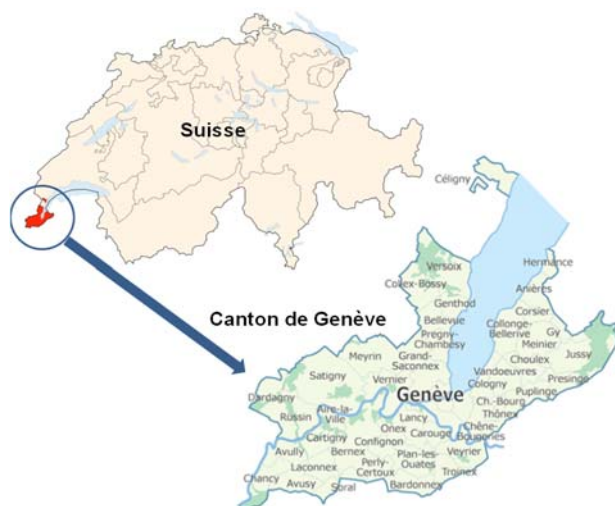 Suisse
Céligny
Hermance
Versoix
Collex-Bossy
Anières
Genthod
Corsier
Canton de Genève
Bellevue
Collonge-
Bellerive
Gy
Pregny-
Chambésy
Meinier
Meyrin
Grand-
Saconnex
Choulex
Jussy
Satigny
Vernier
Vandoeuvres
Cologny
Presinge
Genève
Puplinge
Dardagny
Ch.-Bourg
Russin
Aire-la-
Ville
Lancy
Thônex
Onex
Carouge
Chêne-
Bougeries
Cartigny
Confignon
Avully
Bernex
Plan-les-
Ouates
Veyrier
Laconnex
Perly-
Certoux
Troinex
Chancy
Avusy
Soral
Bardonnex